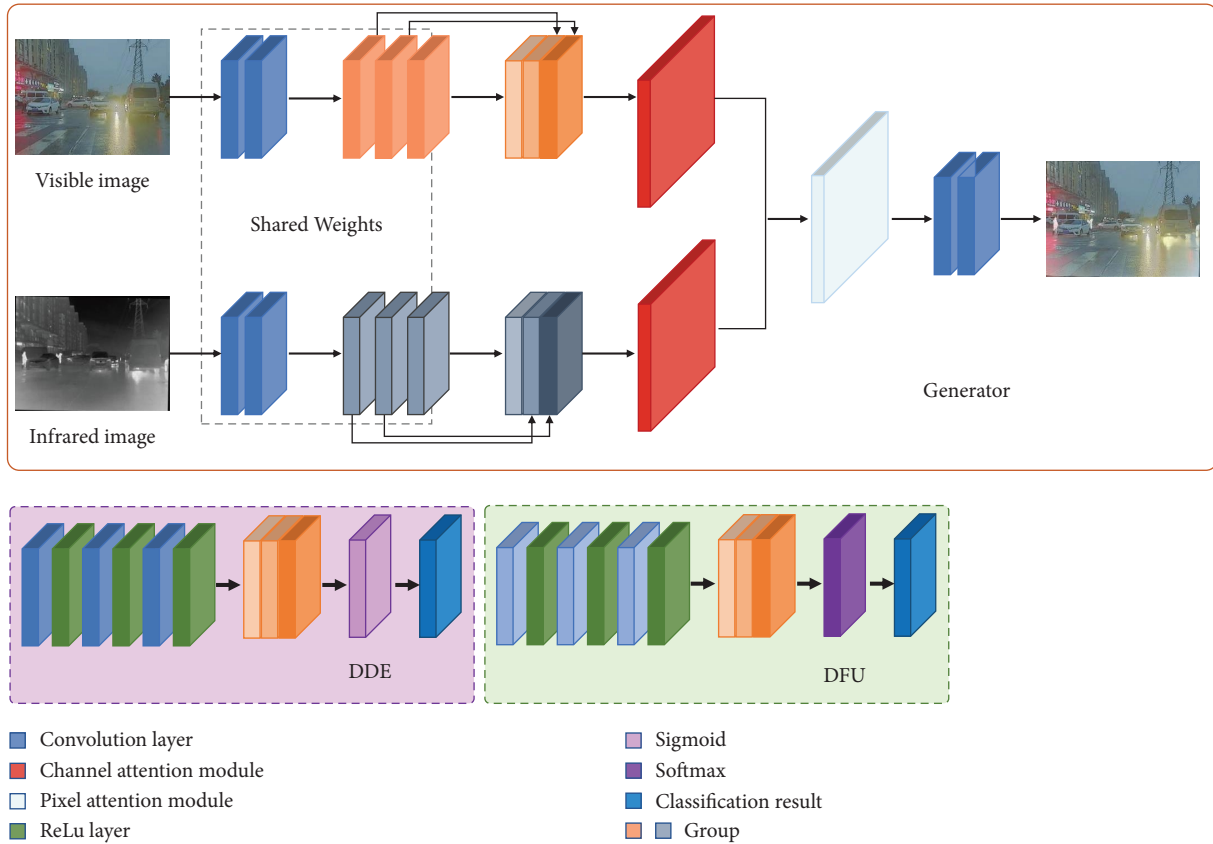 Visible image
Shared Weights
Infrared image
Generator
DDE
DFU
Convolution layer
Channel attention module
Pixel attention module
ReLu layer
Sigmoid
Softmax
Classification result
Group